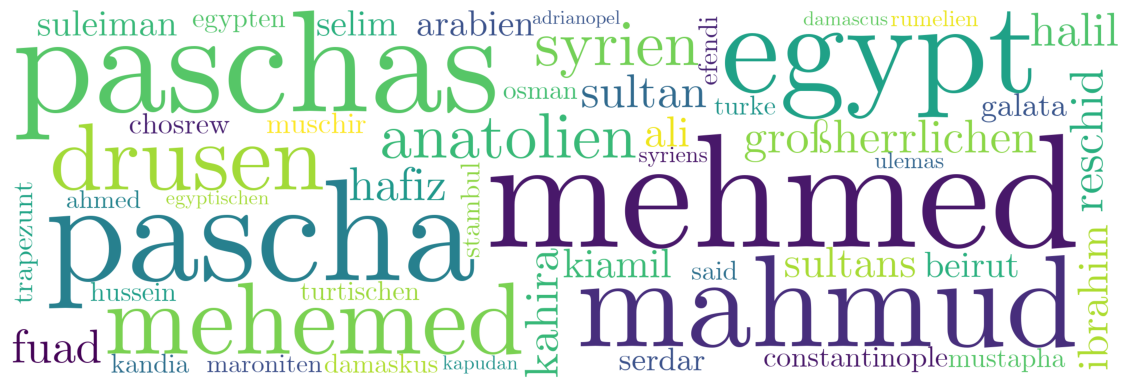 suleiman
egypten
selim
arabien
adrianopel
damascus
rumelien
halil
paschas
syrien
efendi
egypt
osman
sultan
turke
galata
chosrew
muschir
anatolien
ali
großherrlichen
reschid
drusen
syriens
ulemas
hafiz
stambul
mehmed
trapezunt
ahmed
egyptischen
pascha
kahira
kiamil
said
sultans
beirut
ibrahim
hussein
turtischen
mehemed
mahmud
fuad
kandia
maroniten
damaskus
kapudan
serdar
constantinople
mustapha